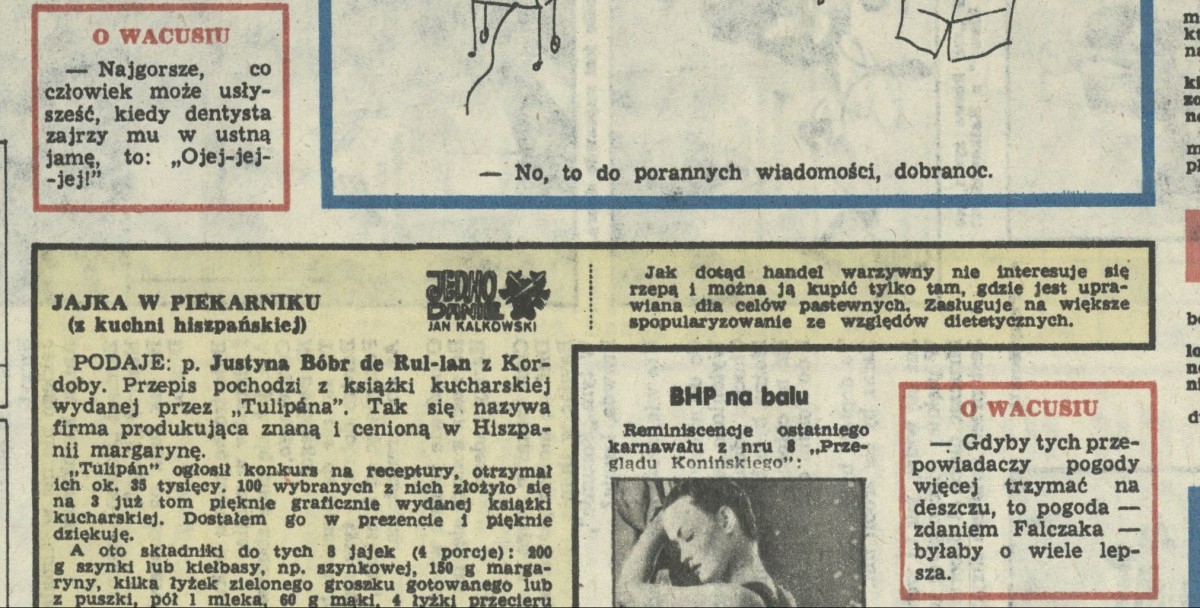 O WACUSIU
— Najgorsze, co
człowiek może usły-
sześć, kiedy dentysta
zajrzy mu w ustną
jamę, to: „Ojej-jej-
-jej!”
— No, to do porannych wiadomości, dobranoc.
JAJKA W PIEKARNIKU
(z kuchni hiszpańskiej)
JEDNO
DANIE
JAN KALKOWSKI
PODAJE: p. Justyna Bóbr de Rul-lan z Kor-
doby. Przepis pochodzi z książki kucharskiej
wydanej przez „Tulipána”. Tak się nazywa
firma produkująca znaną i cenioną w Hiszpa-
nii margarynę.
„Tulipán” ogłosił konkurs na receptury, otrzymał
ich ok. 35 tysięcy. 100 wybranych z nich złożyło się
na 3 już tom pięknie graficznie wydanej książki
kucharskiej. Dostałem go w prezencie i pięknie
dziękuję.
A oto składniki do tych 8 jajek (4 porcje): 200
g szynki lub kiełbasy, np. szynkowej, 150 g marga-
ryny, kilka łyżek zielonego groszku gotowanego lub
z puszki, pół l mleka, 60 g mąki, 4 łyżki przecieru
Jak dotąd handel warzywny nie interesuje się
rzepą i można ją kupić tylko tam, gdzie jest upra-
wiana dla celów pastewnych. Zasługuje na większe
spopularyzowanie ze względów dietetycznych.
BHP na balu
Reminiscencje ostatniego
karnawału z nru 8 „Prze-
glądu Konińskiego”:
O WACUSIU
— Gdyby tych prze-
powiadaczy pogody
więcej trzymać na
deszczu, to pogoda —
zdaniem Falczaka —
byłaby o wiele lep-
sza.